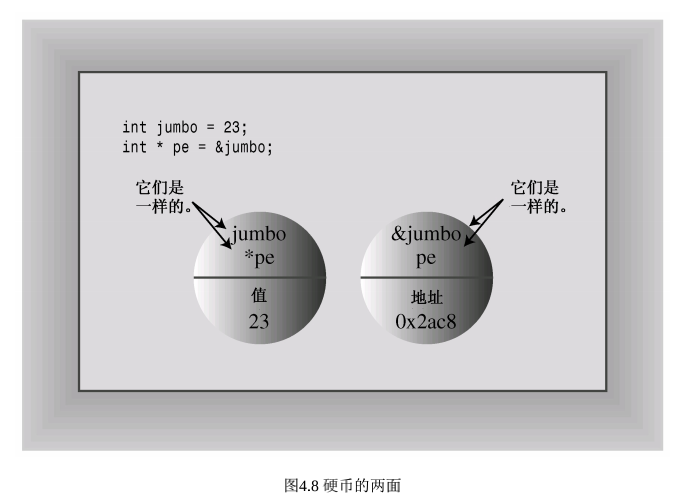 int jumbo = 23;
int * pe = &jumbo;
它们是
一样的。
它们是
一样的。
jumbo
*pe
值
23
&jumbo
pe
地址
0x2ac8
图4.8 硬币的两面